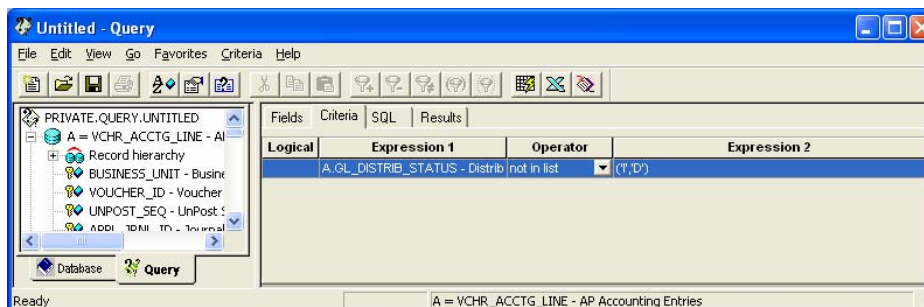 Untitled - Query
File Edit View Go Favorites Criteria Help
PRIVATE.QUERY.UNTITLED
A = VCHR_ACCTG_LINE - A
Record hierarchy
BUSINESS_UNIT - Busine
VOUCHER_ID - Voucher
UNPOST_SEQ - UnPost S
APPL_JRNL_ID - Journal
Database Query
Fields Criteria SQL Results
Logical Expression 1 Operator Expression 2
A.GL_DISTRIB_STATUS - Distrib not in list ('I','D')
Ready A = VCHR_ACCTG_LINE - AP Accounting Entries